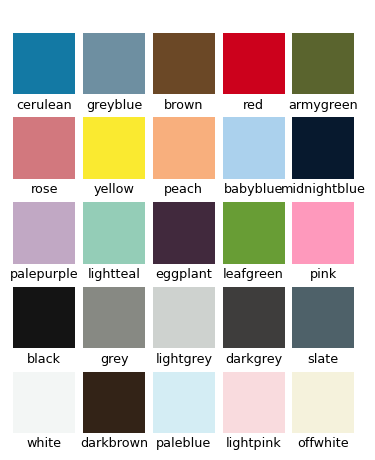 cerulean greyblue brown red armygreen
rose yellow peach babyblue midnightblue
palepurple lightteal eggplant leafgreen pink
black grey lightgrey darkgrey slate
white darkbrown paleblue lightpink offwhite